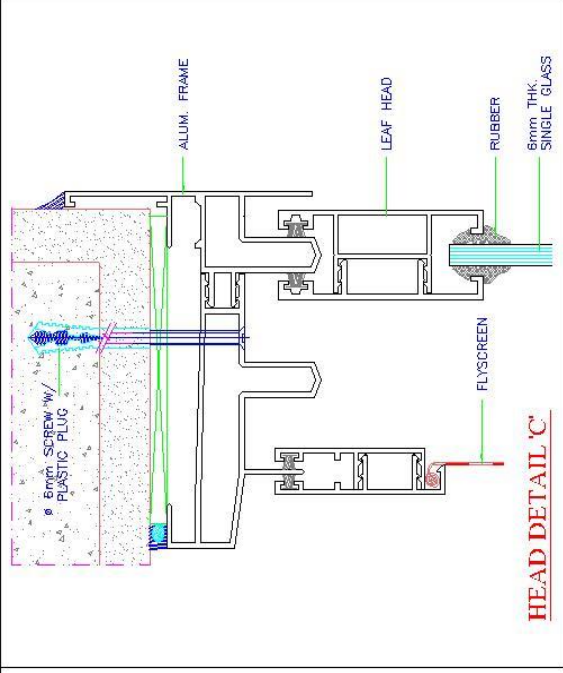 ALUM. FRAME
LEAF HEAD
RUBBER
6mm THK.
SINGLE GLASS
FLYSCREEN
ø 6mm SCREW 'W/
PLASTIC PLUG
HEAD DETAIL 'C'